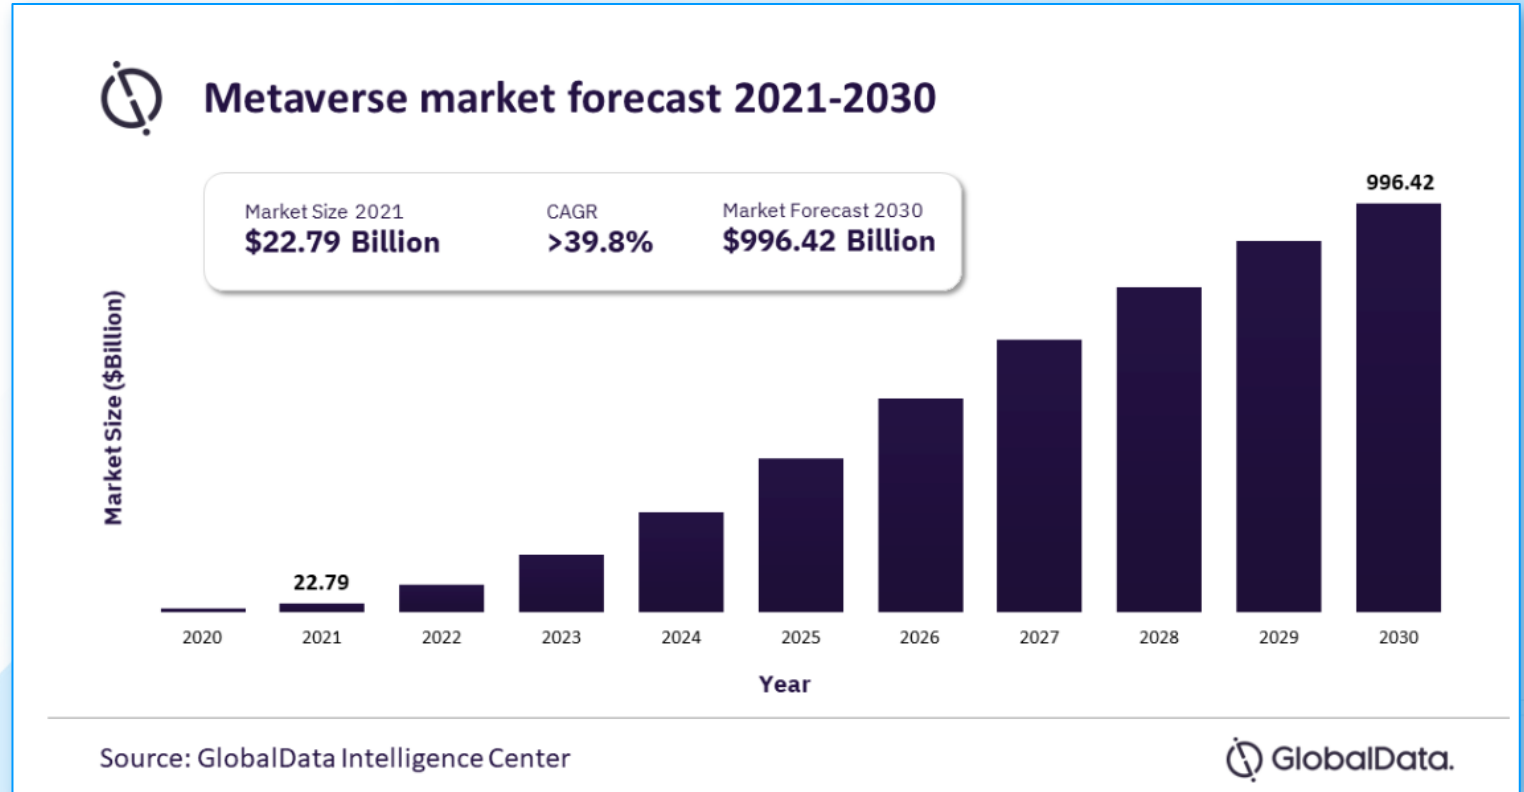 Metaverse market forecast 2021-2030
Market Size 2021
$22.79 Billion
CAGR
>39.8%
Market Forecast 2030
$996.42 Billion
Market Size ($Billion)
22.79
996.42
2020 2021 2022 2023 2024 2025 2026 2027 2028 2029 2030
Year
Source: GlobalData Intelligence Center
GlobalData.